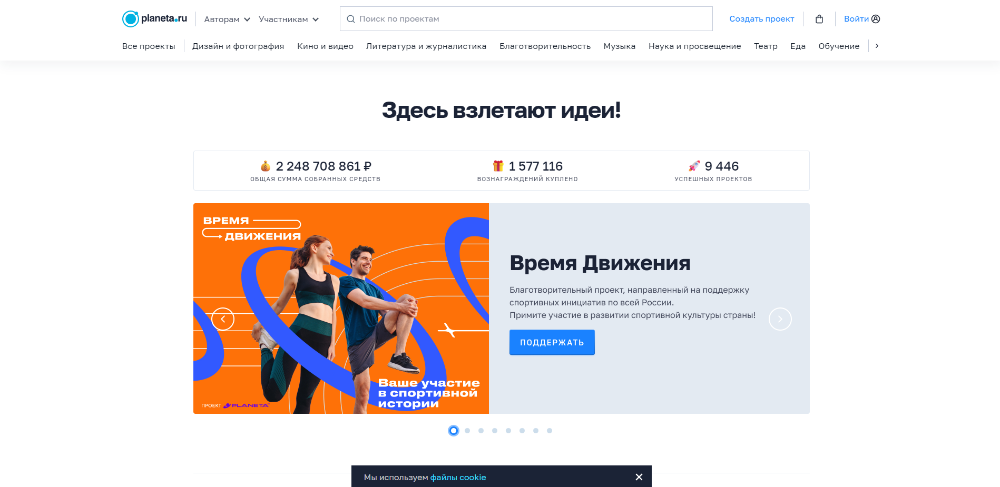 planeta.ru
Авторам
Участникам
Поиск по проектам
Создать проект
Войти
Все проекты
Дизайн и фотография
Кино и видео
Литература и журналистика
Благотворительность
Музыка
Наука и просвещение
Театр
Еда
Обучение
Здесь взлетают идеи!
2 248 708 861 ₽
ОБЩАЯ СУММА СОБРАННЫХ СРЕДСТВ
1 577 116
ВОЗНАГРАЖДЕНИЙ КУПЛЕНО
9 446
УСПЕШНЫХ ПРОЕКТОВ
ВРЕМЯ
ДВИЖЕНИЯ
Ваше участие
в спортивной
истории
ПРОЕКТ PLANETA
Время Движения
Благотворительный проект, направленный на поддержку
спортивных инициатив по всей России.
Примите участие в развитии спортивной культуры страны!
ПОДДЕРЖАТЬ
Мы используем файлы cookie